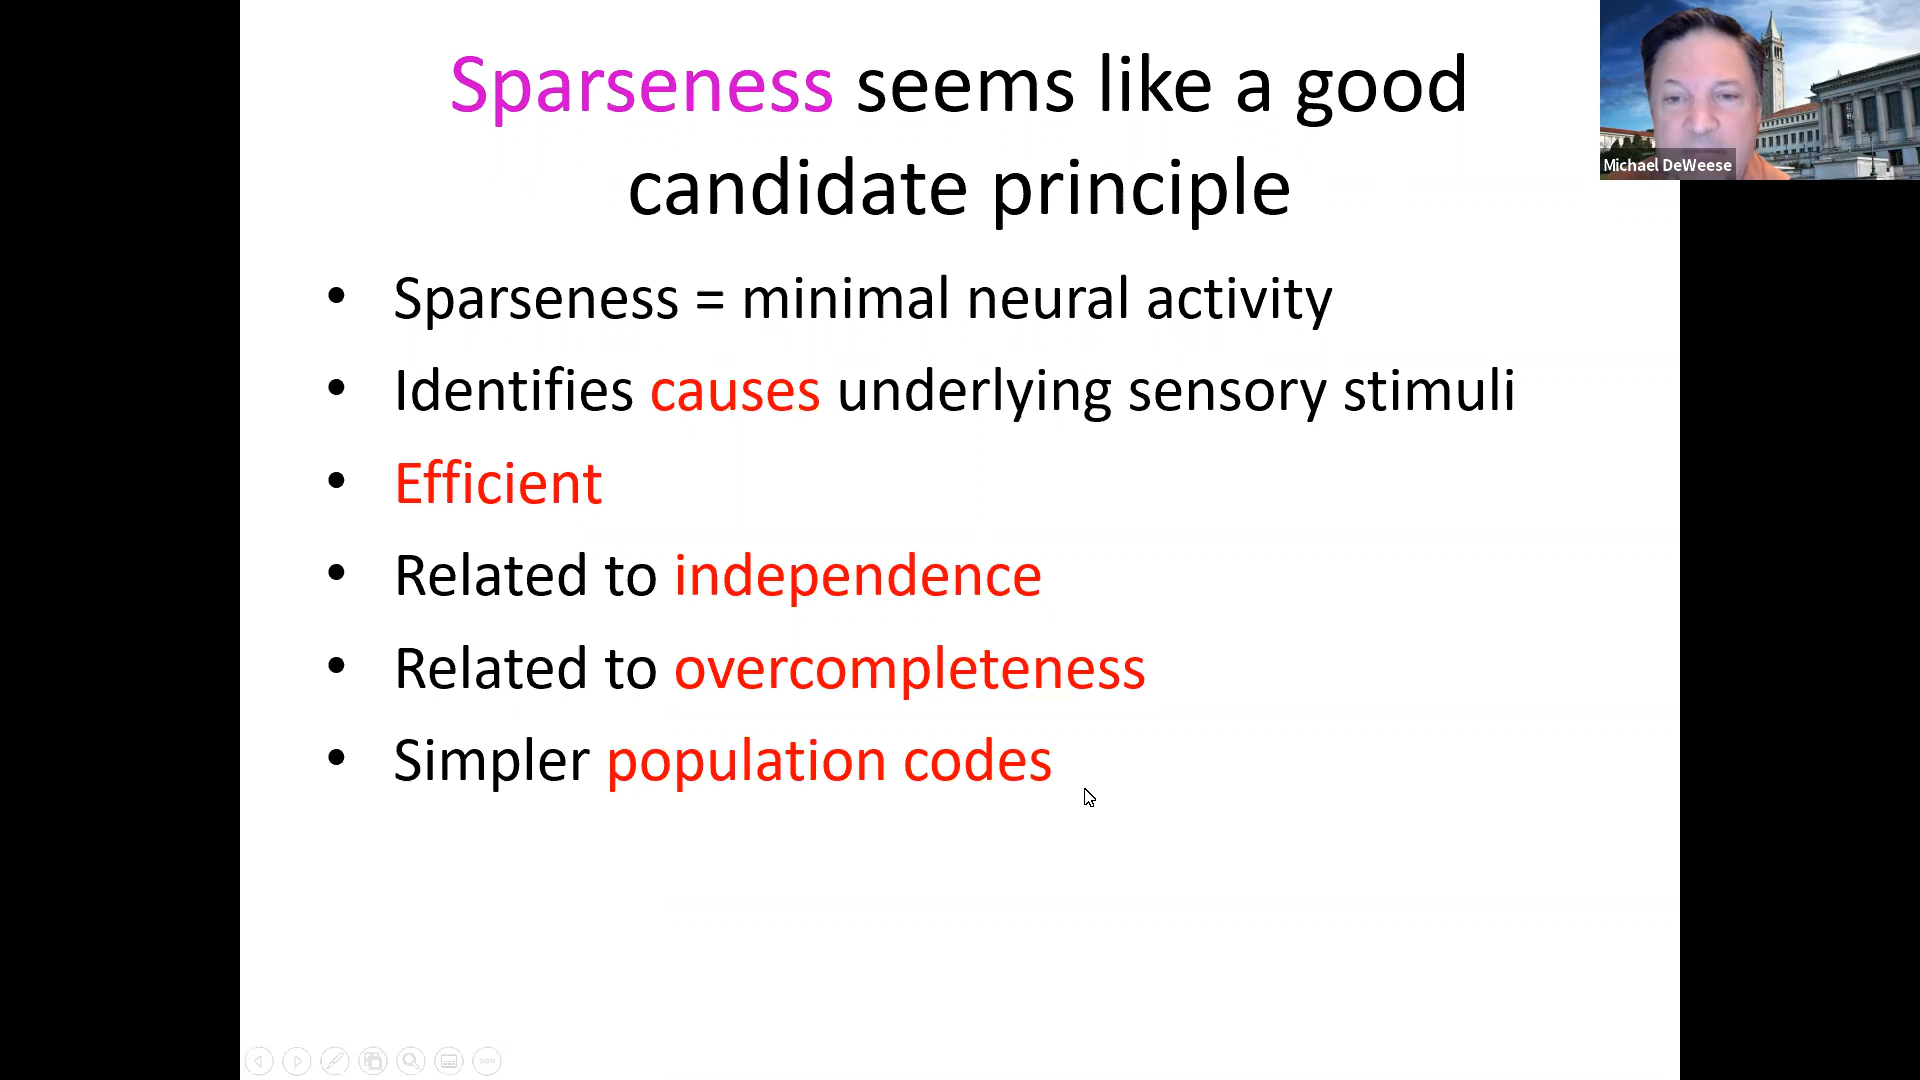 Sparseness seems like a good
candidate principle
• Sparseness = minimal neural activity
• Identifies causes underlying sensory stimuli
• Efficient
• Related to independence
• Related to overcompleteness
• Simpler population codes
Michael DeWeese